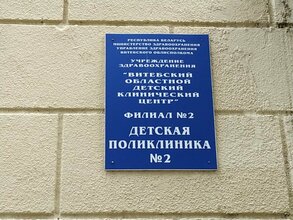 РЕСПУБЛИКА БЕЛАРУСЬ
МИНИСТЕРСТВО ЗДРАВООХРАНЕНИЯ
УПРАВЛЕНИЕ ЗДРАВООХРАНЕНИЯ
ВИТЕБСКОГО ОБЛИСПОЛКОМА
УЧРЕЖДЕНИЕ
ЗДРАВООХРАНЕНИЯ
"ВИТЕБСКИЙ
ОБЛАСТНОЙ
ДЕТСКИЙ
КЛИНИЧЕСКИЙ
ЦЕНТР"
ФИЛИАЛ №2
ДЕТСКАЯ
ПОЛИКЛИНИКА
№2